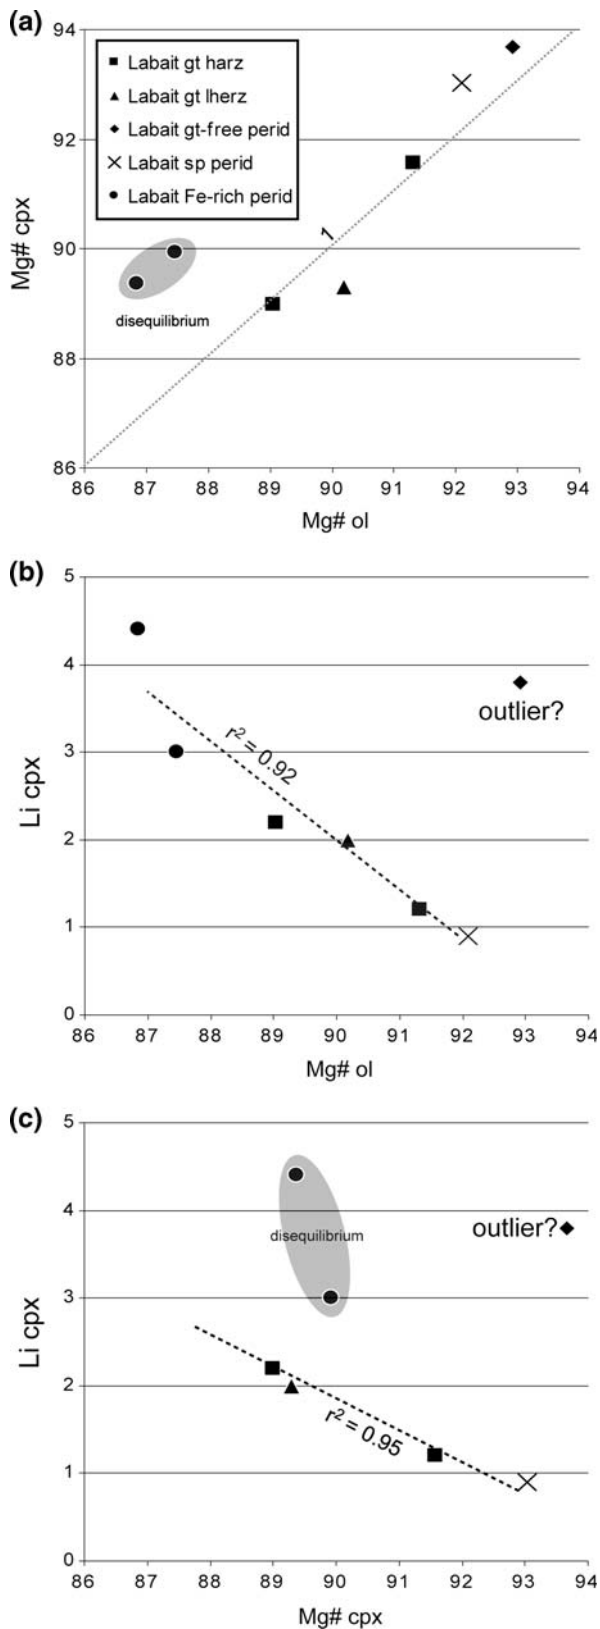 (a)
94
92
90
88
86
Mg# cpx
Labait gt harz
Labait gt lherz
Labait gt-free perid
Labait sp perid
Labait Fe-rich perid
1
disequilibrium
86 87 88 89 90 91 92 93 94
Mg# ol
(b)
5
4
3
2
1
0
Li cpx
outlier?
r² = 0.92
86 87 88 89 90 91 92 93 94
Mg# ol
(c)
5
4
3
2
1
0
Li cpx
outlier?
disequilibrium
r² = 0.95
86 87 88 89 90 91 92 93 94
Mg# cpx